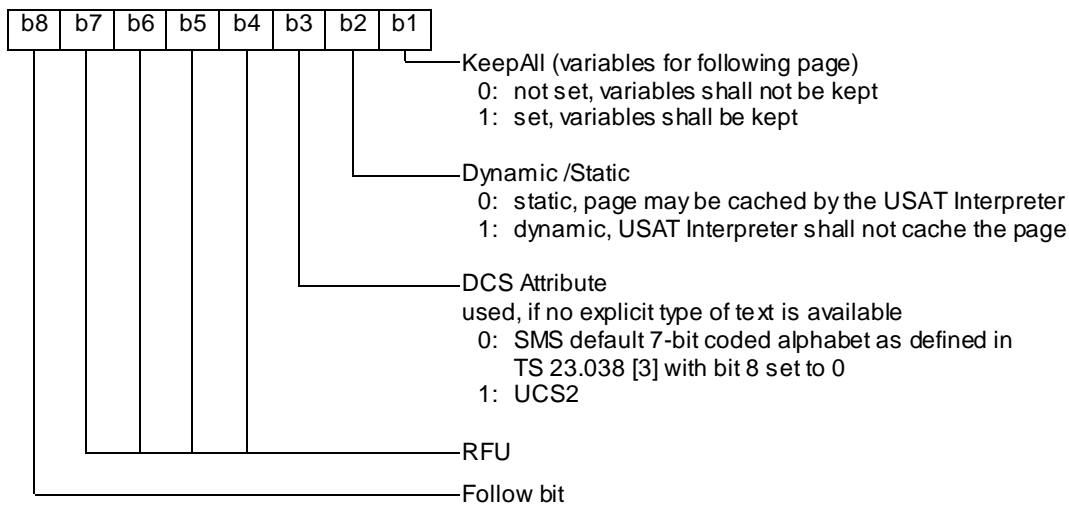 b8 b7 b6 b5 b4 b3 b2 b1
KeepAll (variables for following page)
0: not set, variables shall not be kept
1: set, variables shall be kept
Dynamic /Static
0: static, page may be cached by the USAT Interpreter
1: dynamic, USAT Interpreter shall not cache the page
DCS Attribute
used, if no explicit type of text is available
0: SMS default 7-bit coded alphabet as defined in
TS 23.038 [3] with bit 8 set to 0
1: UCS2
RFU
Follow bit